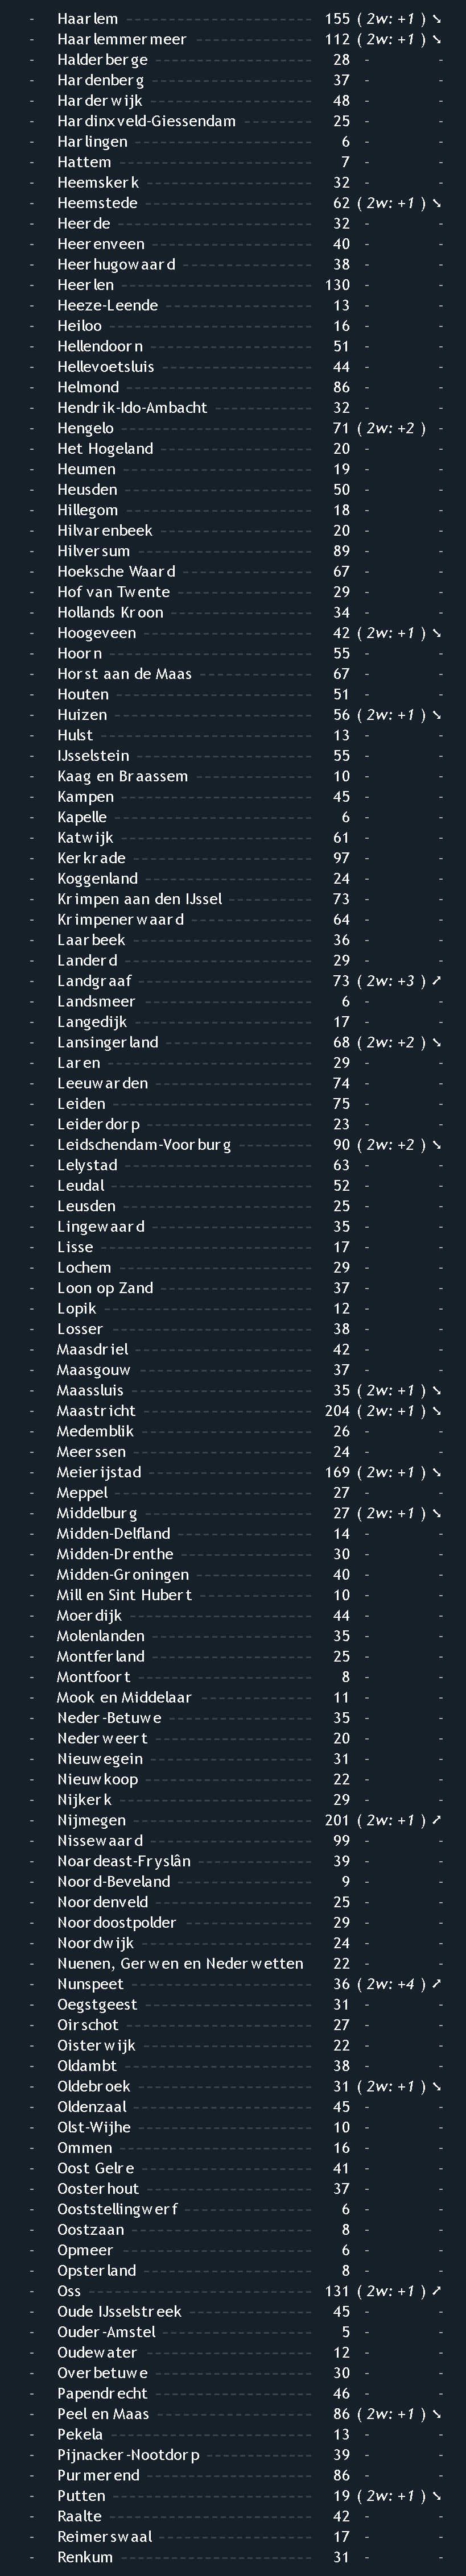 - Haarlem 155 ( 2w: +1 ) ↘
- Haarlemmermeer 112 ( 2w: +1 ) ↘
- Halderberge 28 - -
- Hardenberg 37 - -
- Harderwijk 48 - -
- Hardinxveld-Giessendam 25 - -
- Harlingen 6 - -
- Hattem 7 - -
- Heemskerk 32 - -
- Heemstede 62 ( 2w: +1 ) ↘
- Heerde 32 - -
- Heerenveen 40 - -
- Heerhugowaard 38 - -
- Heerlen 130 - -
- Heeze-Leende 13 - -
- Heiloo 16 - -
- Hellendoorn 51 - -
- Hellevoetsluis 44 - -
- Helmond 86 - -
- Hendrik-Ido-Ambacht 32 - -
- Hengelo 71 ( 2w: +2 ) -
- Het Hogeland 20 - -
- Heumen 19 - -
- Heusden 50 - -
- Hillegom 18 - -
- Hilvarenbeek 20 - -
- Hilversum 89 - -
- Hoeksche Waard 67 - -
- Hof van Twente 29 - -
- Hollands Kroon 34 - -
- Hoogeveen 42 ( 2w: +1 ) ↘
- Hoorn 55 - -
- Horst aan de Maas 67 - -
- Houten 51 - -
- Huizen 56 ( 2w: +1 ) ↘
- Hulst 13 - -
- IJsselstein 55 - -
- Kaag en Braassem 10 - -
- Kampen 45 - -
- Kapelle 6 - -
- Katwijk 61 - -
- Kerkrade 97 - -
- Koggenland 24 - -
- Krimpen aan den IJssel 73 - -
- Krimpenerwaard 64 - -
- Laarbeek 36 - -
- Landerd 29 - -
- Landgraaf 73 ( 2w: +3 ) ↗
- Landsmeer 6 - -
- Langedijk 17 - -
- Lansingerland 68 ( 2w: +2 ) ↘
- Laren 29 - -
- Leeuwarden 74 - -
- Leiden 75 - -
- Leiderdorp 23 - -
- Leidschendam-Voorburg 90 ( 2w: +2 ) ↘
- Lelystad 63 - -
- Leudal 52 - -
- Leusden 25 - -
- Lingewaard 35 - -
- Lisse 17 - -
- Lochem 29 - -
- Loon op Zand 37 - -
- Lopik 12 - -
- Losser 38 - -
- Maasdriel 42 - -
- Maasgouw 37 - -
- Maassluis 35 ( 2w: +1 ) ↘
- Maastricht 204 ( 2w: +1 ) ↘
- Medemblik 26 - -
- Meerssen 24 - -
- Meierijstad 169 ( 2w: +1 ) ↘
- Meppel 27 - -
- Middelburg 27 ( 2w: +1 ) ↘
- Midden-Delfland 14 - -
- Midden-Drenthe 30 - -
- Midden-Groningen 40 - -
- Mill en Sint Hubert 10 - -
- Moerdijk 44 - -
- Molenlanden 35 - -
- Montferland 25 - -
- Montfoort 8 - -
- Mook en Middelaar 11 - -
- Neder-Betuwe 35 - -
- Nederweert 20 - -
- Nieuwegein 31 - -
- Nieuwkoop 22 - -
- Nijkerk 29 - -
- Nijmegen 201 ( 2w: +1 ) ↗
- Nissewaard 99 - -
- Noardeast-Fryslân 39 - -
- Noord-Beveland 9 - -
- Noordenveld 25 - -
- Noordoostpolder 29 - -
- Noordwijk 24 - -
- Nuenen, Gerwen en Nederwetten 22 - -
- Nunspeet 36 ( 2w: +4 ) ↗
- Oegstgeest 31 - -
- Oirschot 27 - -
- Oisterwijk 22 - -
- Oldambt 38 - -
- Oldebroek 31 ( 2w: +1 ) ↘
- Oldenzaal 45 - -
- Olst-Wijhe 10 - -
- Ommen 16 - -
- Oost Gelre 41 - -
- Oosterhout 37 - -
- Ooststellingwerf 6 - -
- Oostzaan 8 - -
- Opmeer 6 - -
- Opsterland 8 - -
- Oss 131 ( 2w: +1 ) ↗
- Oude IJsselstreek 45 - -
- Ouder-Amstel 5 - -
- Oudewater 12 - -
- Overbetuwe 30 - -
- Papendrecht 46 - -
- Peel en Maas 86 ( 2w: +1 ) ↘
- Pekela 13 - -
- Pijnacker-Nootdorp 39 - -
- Purmerend 86 - -
- Putten 19 ( 2w: +1 ) ↘
- Raalte 42 - -
- Reimerswaal 17 - -
- Renkum 31 - -